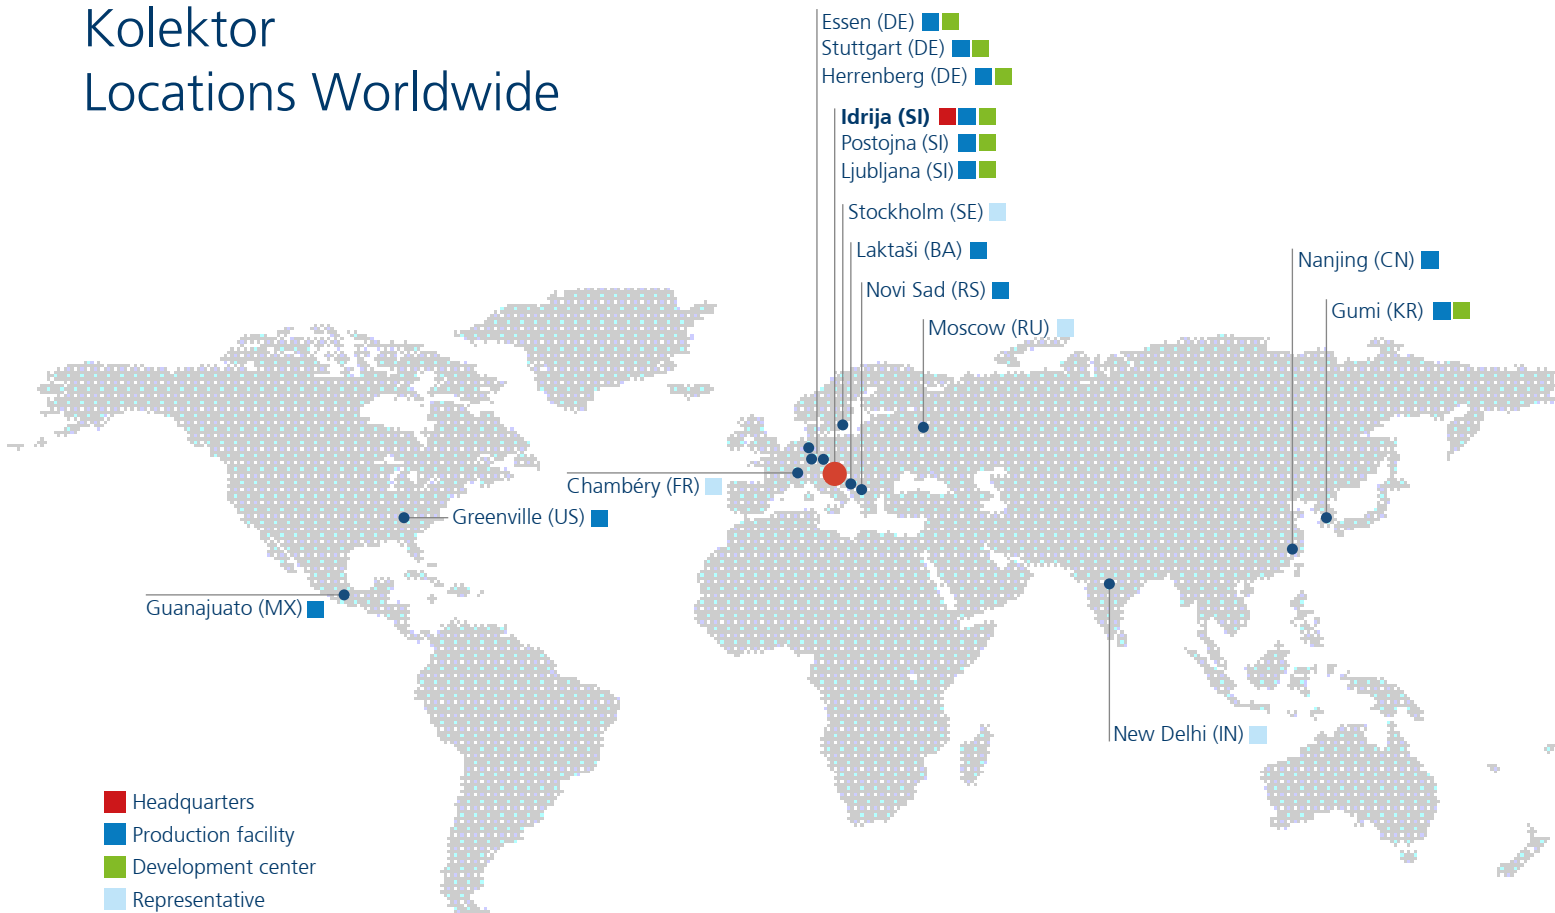 Kolektor
Locations Worldwide
Essen (DE)
Stuttgart (DE)
Herrenberg (DE)
Idrija (SI)
Postojna (SI)
Ljubljana (SI)
Stockholm (SE)
Laktaši (BA)
Novi Sad (RS)
Moscow (RU)
Nanjing (CN)
Gumi (KR)
Chambéry (FR)
Greenville (US)
Guanajuato (MX)
New Delhi (IN)
Headquarters
Production facility
Development center
Representative